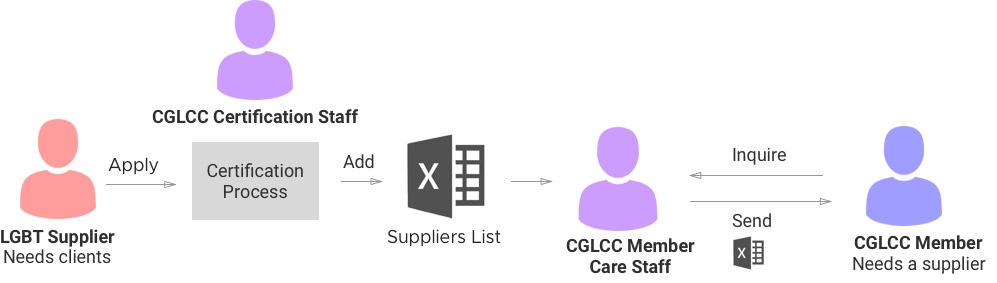 CGLCC Certification Staff
LGBT Supplier
Needs clients
Apply
Certification
Process
Add
X
Suppliers List
CGLCC Member
Care Staff
Inquire
Send
X
CGLCC Member
Needs a supplier